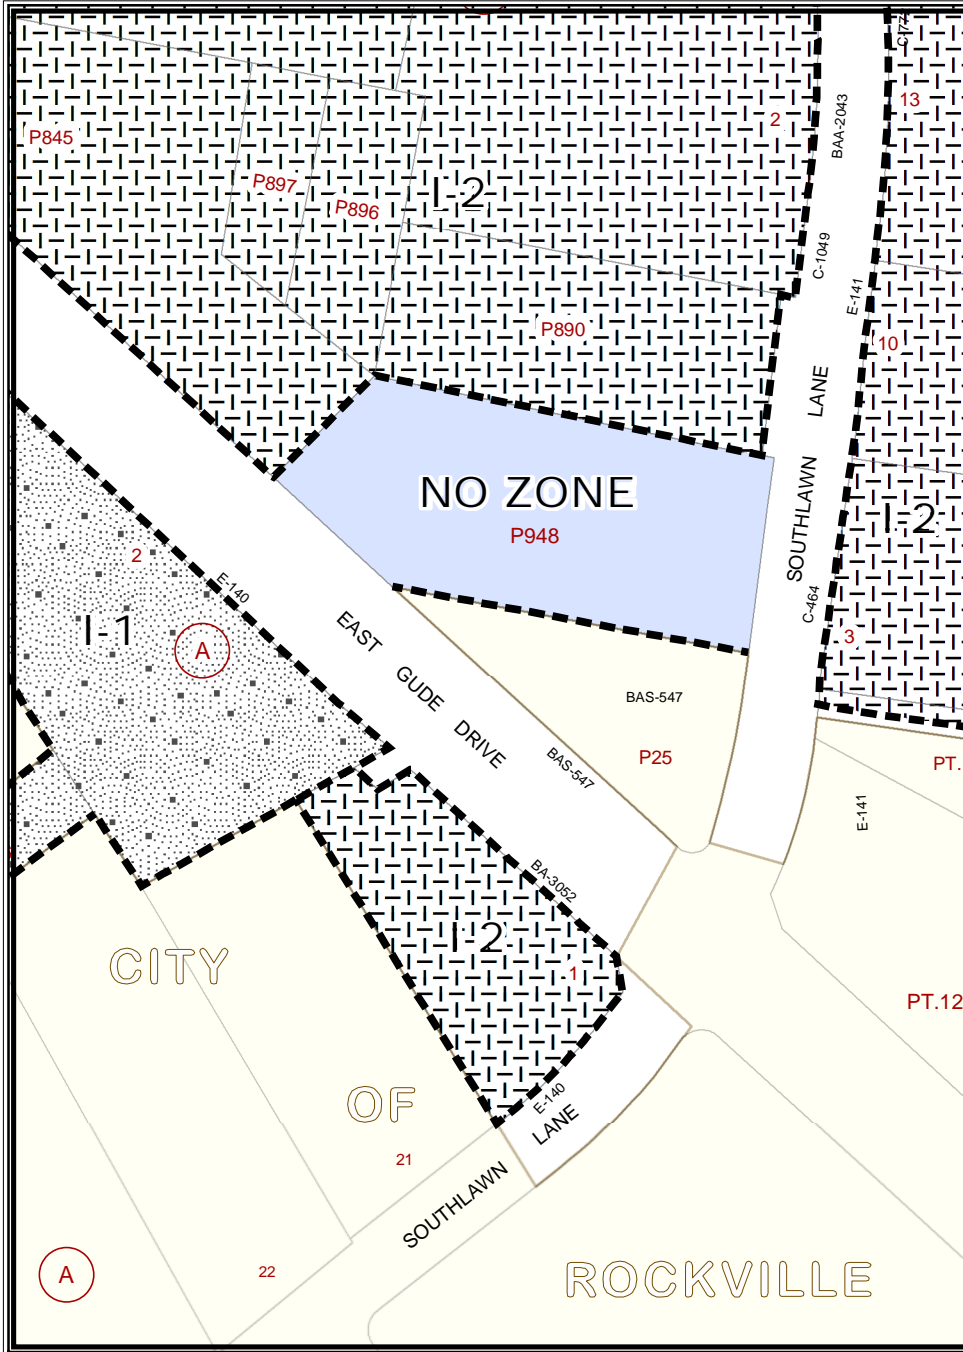 C-77
13
2
BAA-2043
P845
P897
P896
I-2
C-1049
E-141
P890
10
LANE
NO ZONE
P948
SOUTHLAWN
I-2
2
E-140
C-464
I-1
A
EAST GUDE DRIVE
3
BAS-547
P25
BAS-547
PT.
E-141
BA-3052
I-2
CITY
1
PT.12
OF
E-140
LANE
21
SOUTHLAWN
A
22
ROCKVILLE